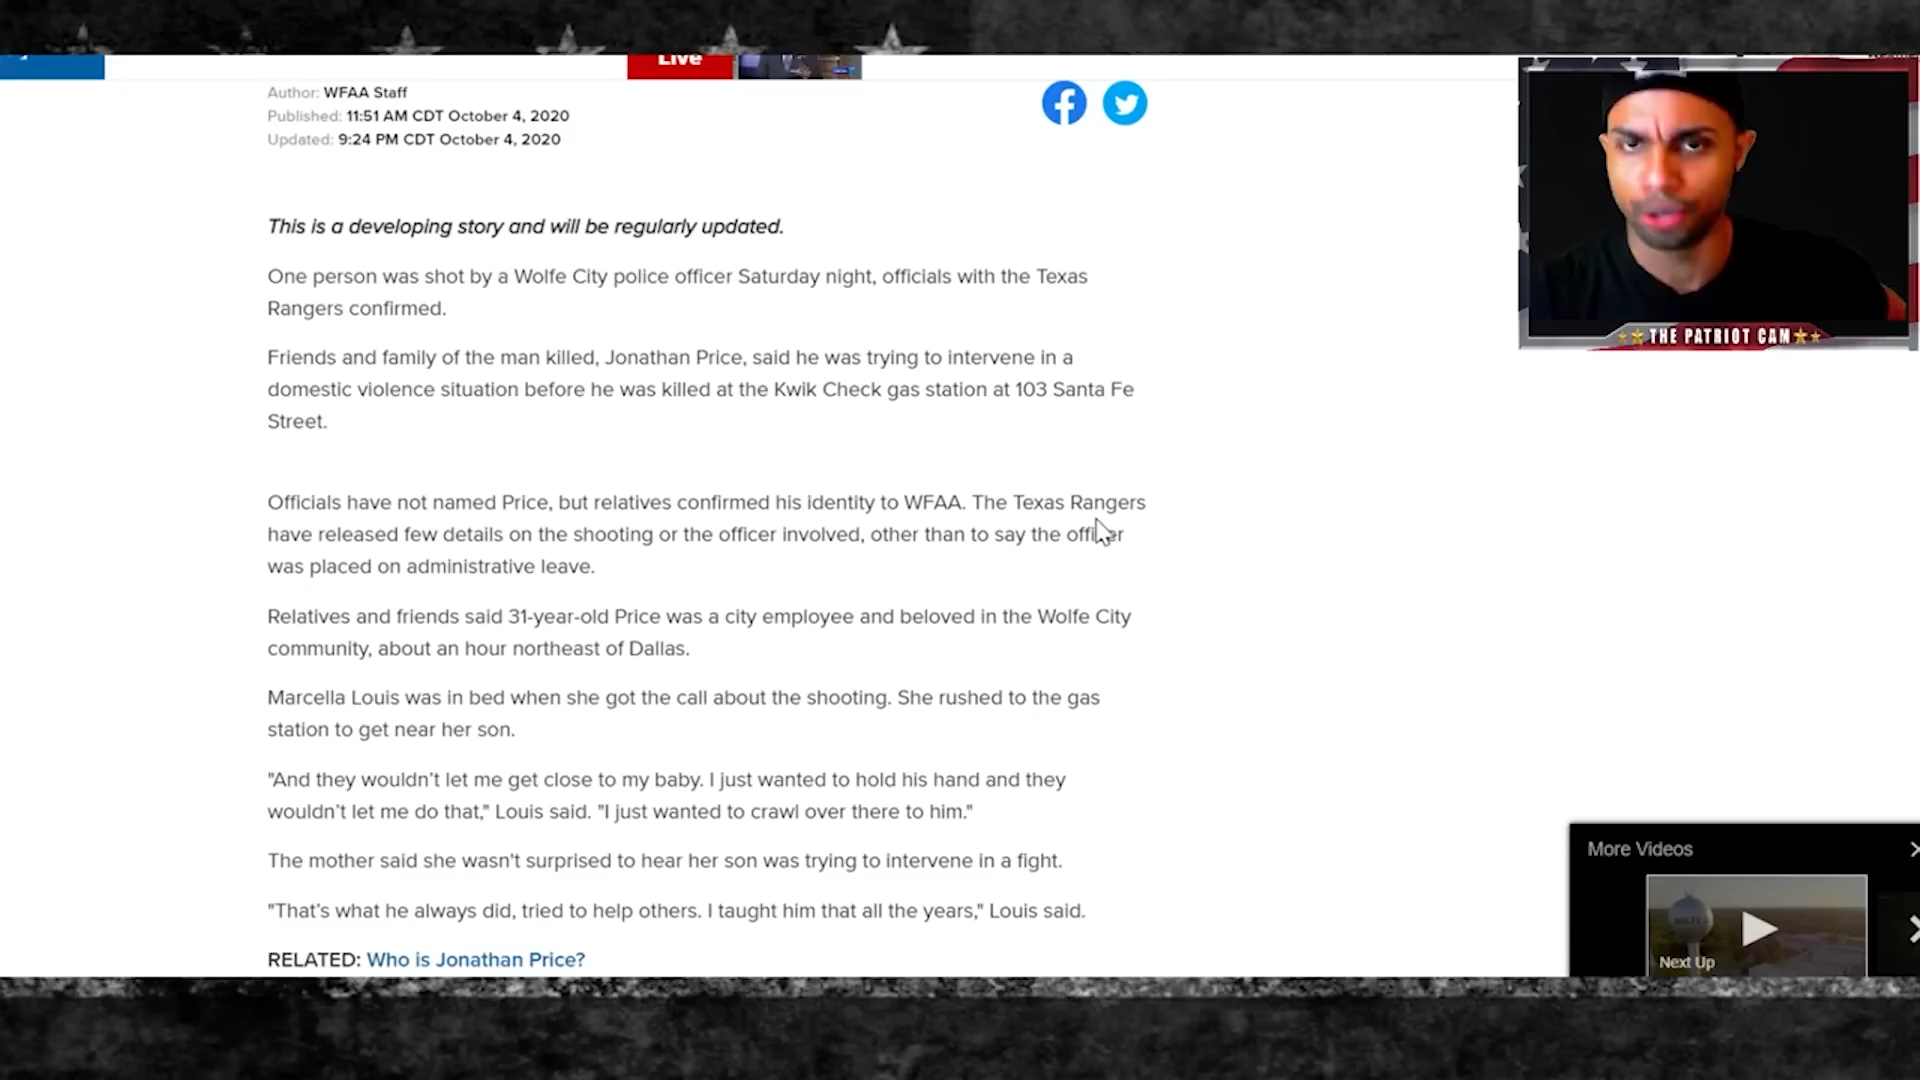 Live
Author: WFAA Staff
Published: 11:51 AM CDT October 4, 2020
Updated: 9:24 PM CDT October 4, 2020
This is a developing story and will be regularly updated.
One person was shot by a Wolfe City police officer Saturday night, officials with the Texas
Rangers confirmed.
Friends and family of the man killed, Jonathan Price, said he was trying to intervene in a
domestic violence situation before he was killed at the Kwik Check gas station at 103 Santa Fe
Street.
Officials have not named Price, but relatives confirmed his identity to WFAA. The Texas Rangers
have released few details on the shooting or the officer involved, other than to say the officer
was placed on administrative leave.
Relatives and friends said 31-year-old Price was a city employee and beloved in the Wolfe City
community, about an hour northeast of Dallas.
Marcella Louis was in bed when she got the call about the shooting. She rushed to the gas
station to get near her son.
"And they wouldn't let me get close to my baby. I just wanted to hold his hand and they
wouldn't let me do that," Louis said. "I just wanted to crawl over there to him."
The mother said she wasn't surprised to hear her son was trying to intervene in a fight.
"That's what he always did, tried to help others. I taught him that all the years," Louis said.
RELATED: Who is Jonathan Price?
THE PATRIOT CAM
More Videos
Next Up